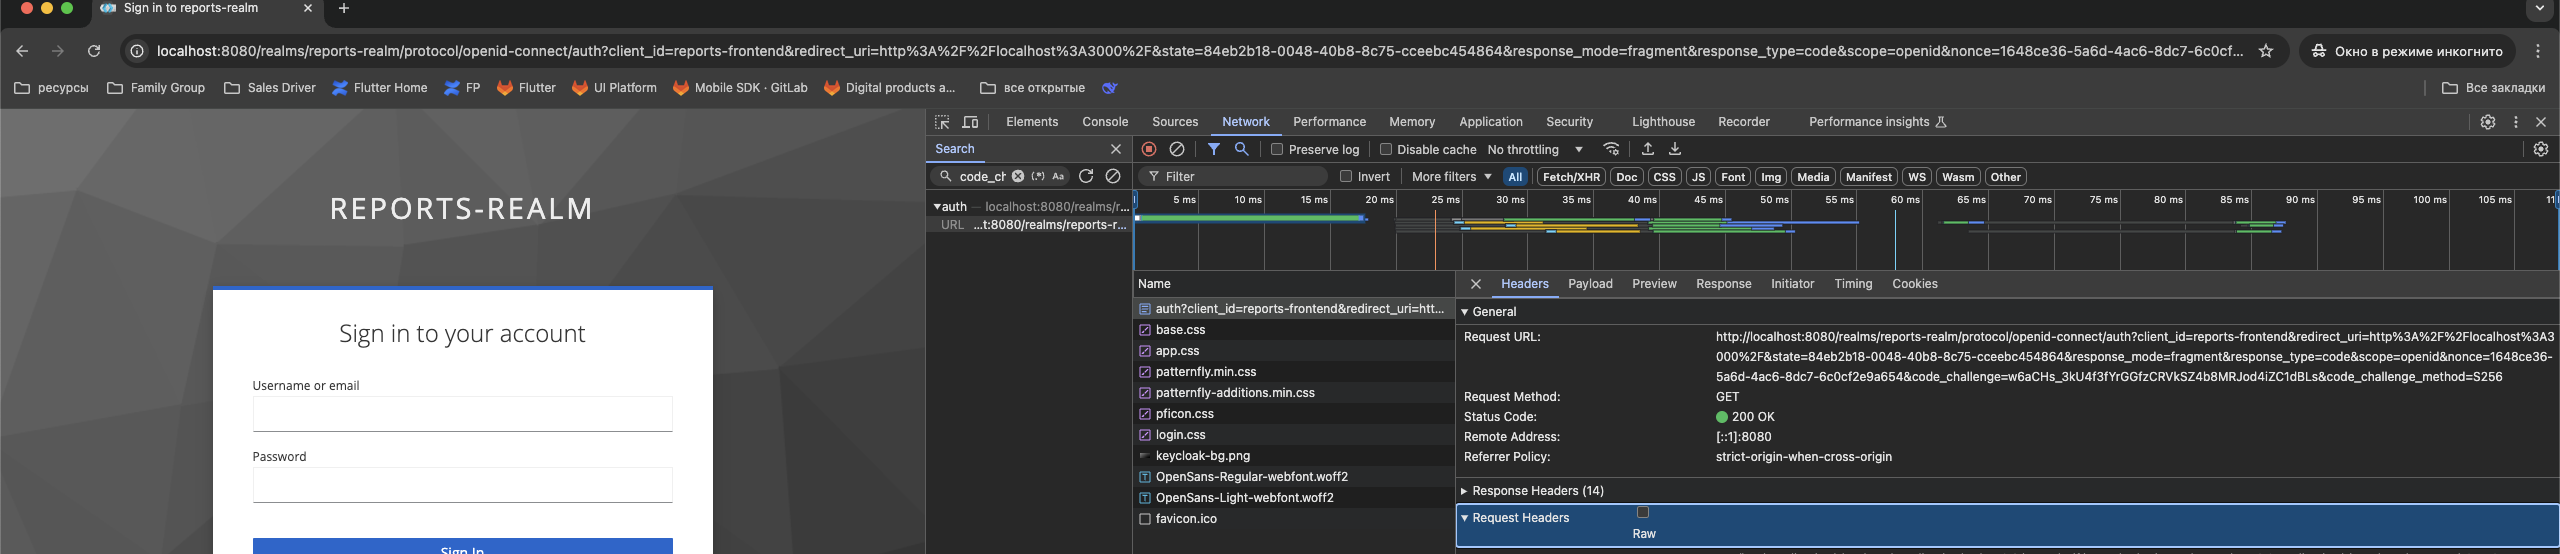 Sign in to reports-realm
localhost:8080/realms/reports-realm/protocol/openid-connect/auth?client_id=reports-frontend&redirect_uri=http%3A%2F%2Flocalhost%3A3000%2F&state=84eb2b18-0048-40b8-8c75-cceebc454864&response_mode=fragment&response_type=code&scope=openid&nonce=1648ce36-5a6d-4ac6-8dc7-6c0cf...
Окно в режиме инкогнито
ресурсы Family Group Sales Driver Flutter Home FP Flutter UI Platform Mobile SDK · GitLab Digital products a... все открытые Все закладки
REPORTS-REALM
Sign in to your account
Username or email
Password
Sign In
Elements Console Sources Network Performance Memory Application Security Lighthouse Recorder Performance insights
Search
code_ch (.*) Aa
auth — localhost:8080/realms/r...
URL ...t:8080/realms/reports-r...
Preserve log Disable cache No throttling
Filter Invert More filters All Fetch/XHR Doc CSS JS Font Img Media Manifest WS Wasm Other
5 ms 10 ms 15 ms 20 ms 25 ms 30 ms 35 ms 40 ms 45 ms 50 ms 55 ms 60 ms 65 ms 70 ms 75 ms 80 ms 85 ms 90 ms 95 ms 100 ms 105 ms 11
Name
auth?client_id=reports-frontend&redirect_uri=htt...
base.css
app.css
patternfly.min.css
patternfly-additions.min.css
pficon.css
login.css
keycloak-bg.png
OpenSans-Regular-webfont.woff2
OpenSans-Light-webfont.woff2
favicon.ico
Headers Payload Preview Response Initiator Timing Cookies
General
Request URL: http://localhost:8080/realms/reports-realm/protocol/openid-connect/auth?client_id=reports-frontend&redirect_uri=http%3A%2F%2Flocalhost%3A3
000%2F&state=84eb2b18-0048-40b8-8c75-cceebc454864&response_mode=fragment&response_type=code&scope=openid&nonce=1648ce36-
5a6d-4ac6-8dc7-6c0cf2e9a654&code_challenge=w6aCHs_3kU4f3fYrGGfzCRVkSZ4b8MRJod4iZC1dBLs&code_challenge_method=S256
Request Method: GET
Status Code: 200 OK
Remote Address: [::1]:8080
Referrer Policy: strict-origin-when-cross-origin
Response Headers (14)
Request Headers
Raw